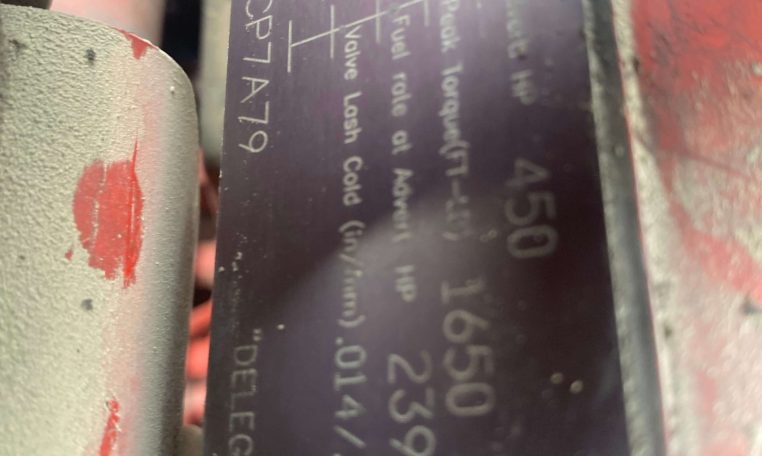 HP 450
Peak Torque(FT-LB) 1650
Fuel rate at Advert HP 239
Valve Lash Cold (in/mm) .014/
CP7A79
"DELEG